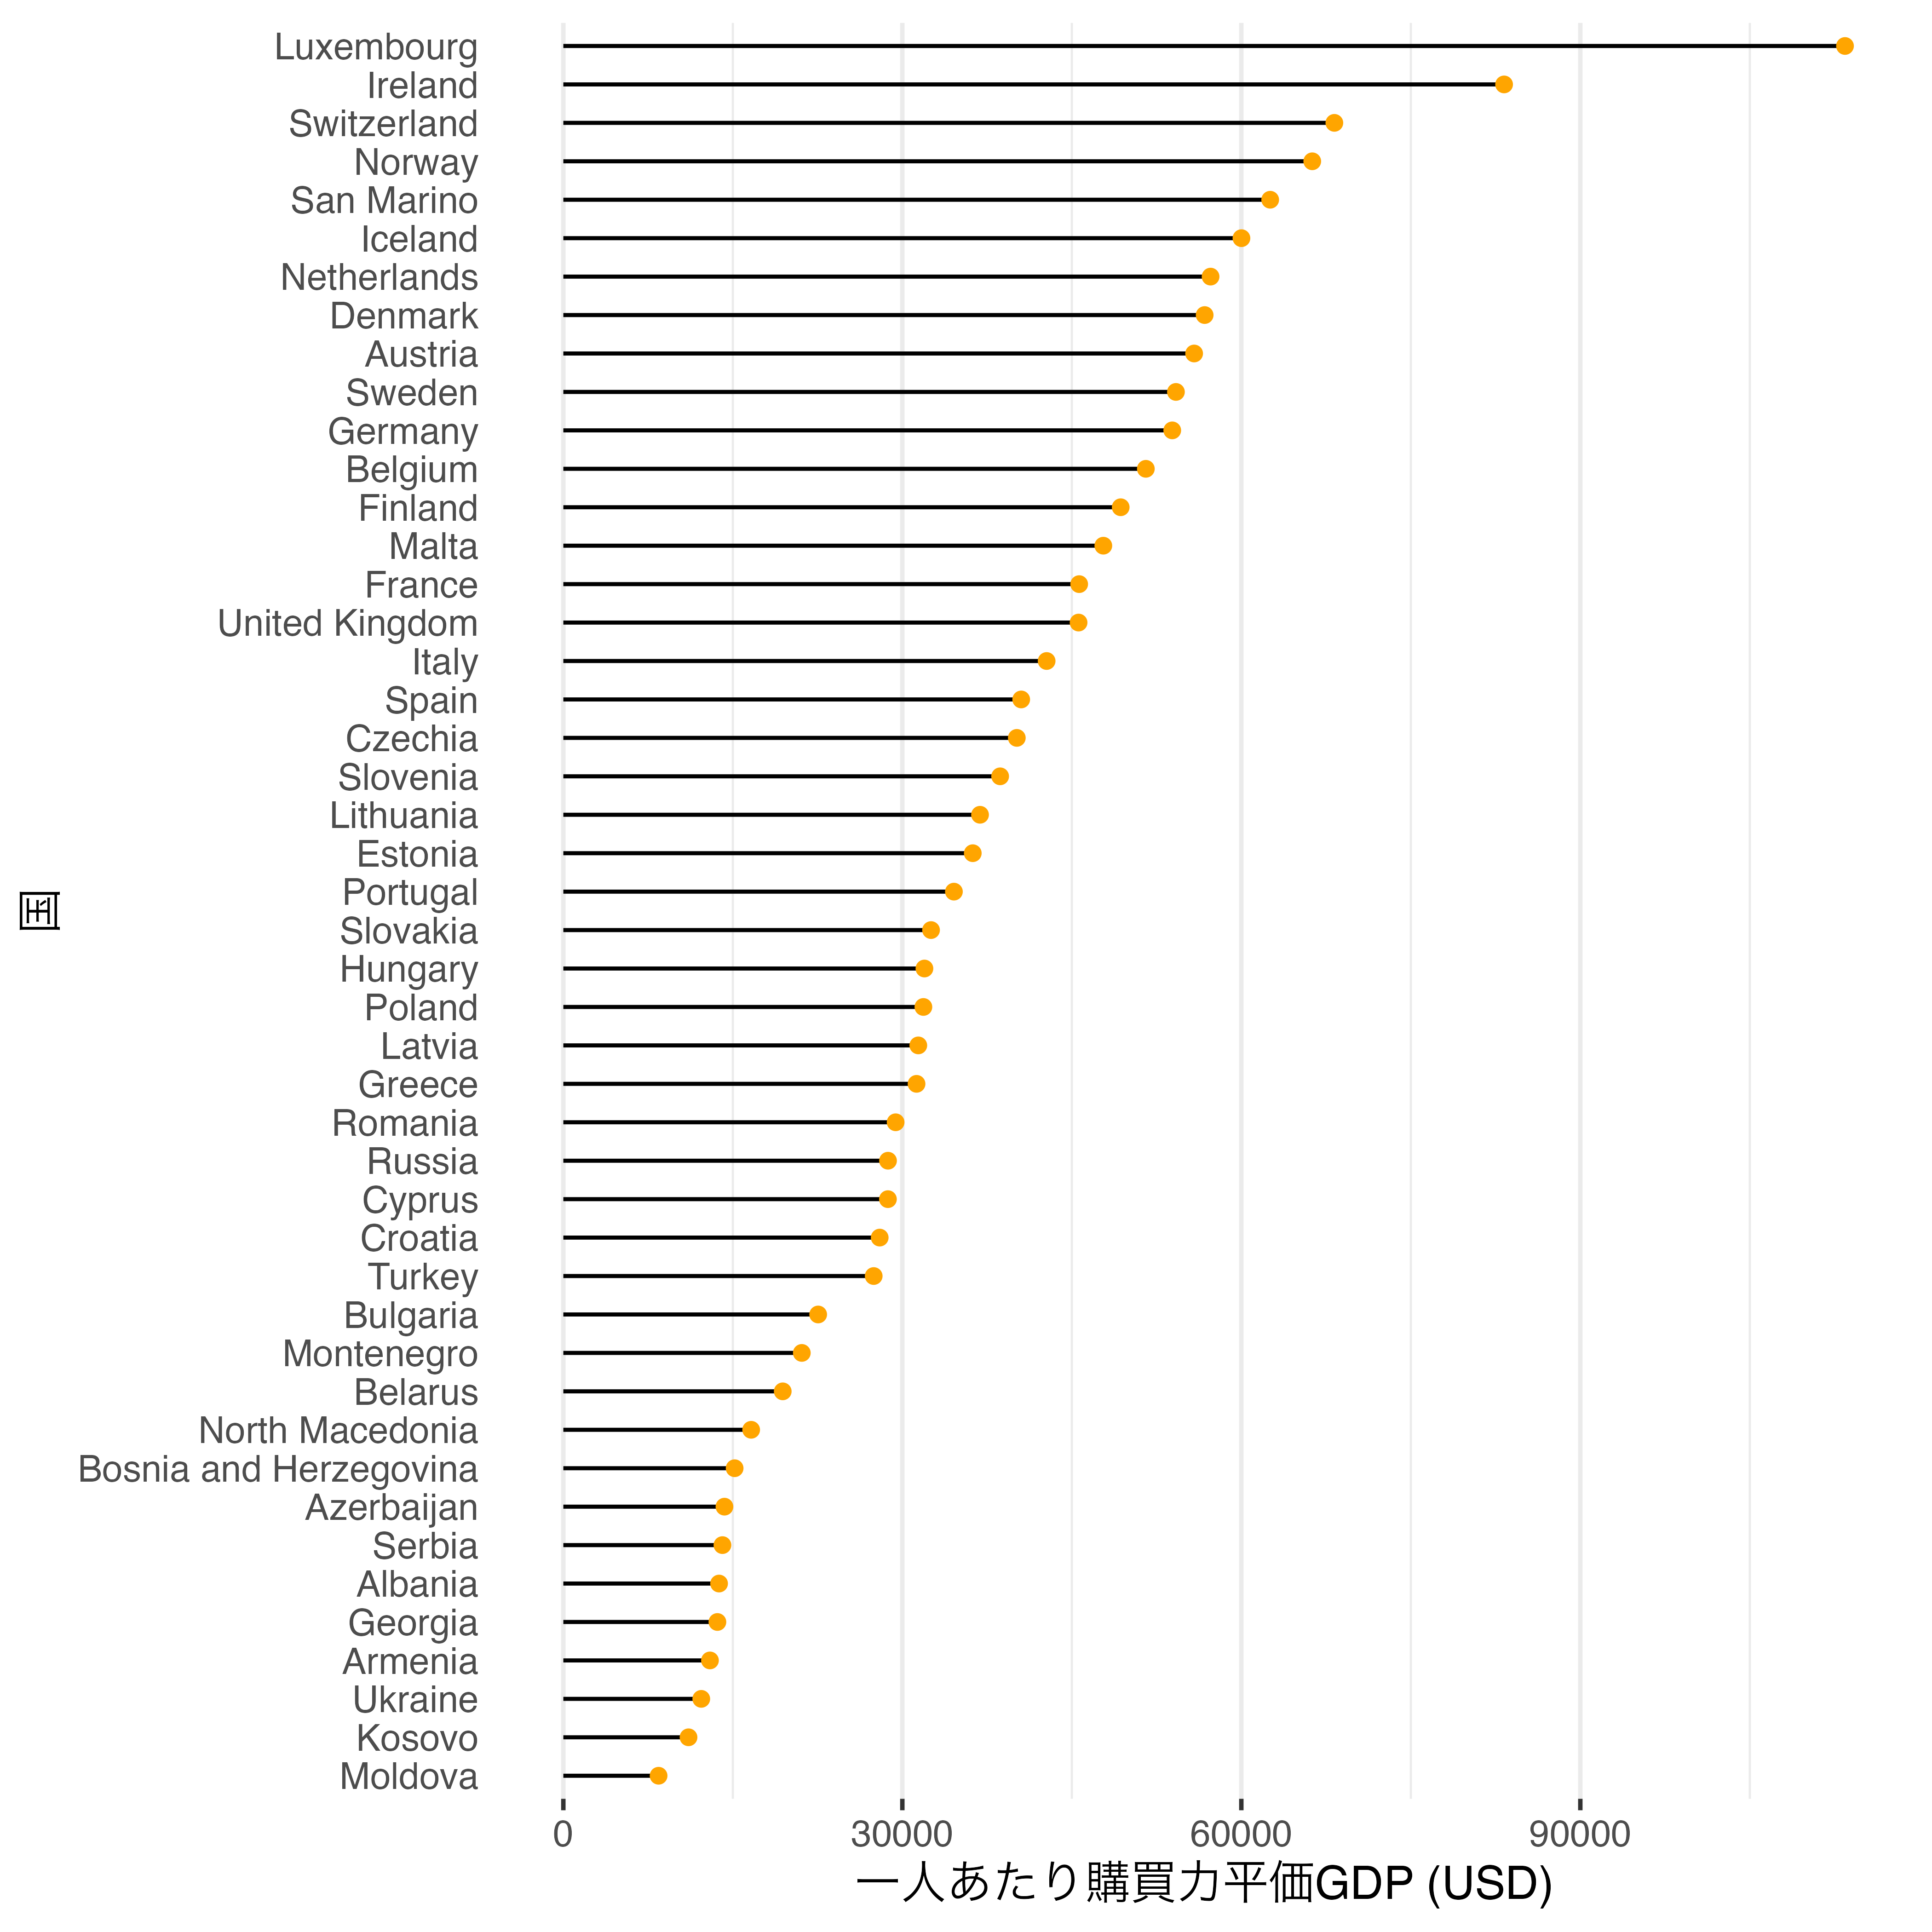 Luxembourg
Ireland
Switzerland
Norway
San Marino
Iceland
Netherlands
Denmark
Austria
Sweden
Germany
Belgium
Finland
Malta
France
United Kingdom
Italy
Spain
Czechia
Slovenia
Lithuania
Estonia
Portugal
Slovakia
Hungary
Poland
Latvia
Greece
Romania
Russia
Cyprus
Croatia
Turkey
Bulgaria
Montenegro
Belarus
North Macedonia
Bosnia and Herzegovina
Azerbaijan
Serbia
Albania
Georgia
Armenia
Ukraine
Kosovo
Moldova
国
0 30000 60000 90000
一人あたり購買力平価GDP (USD)